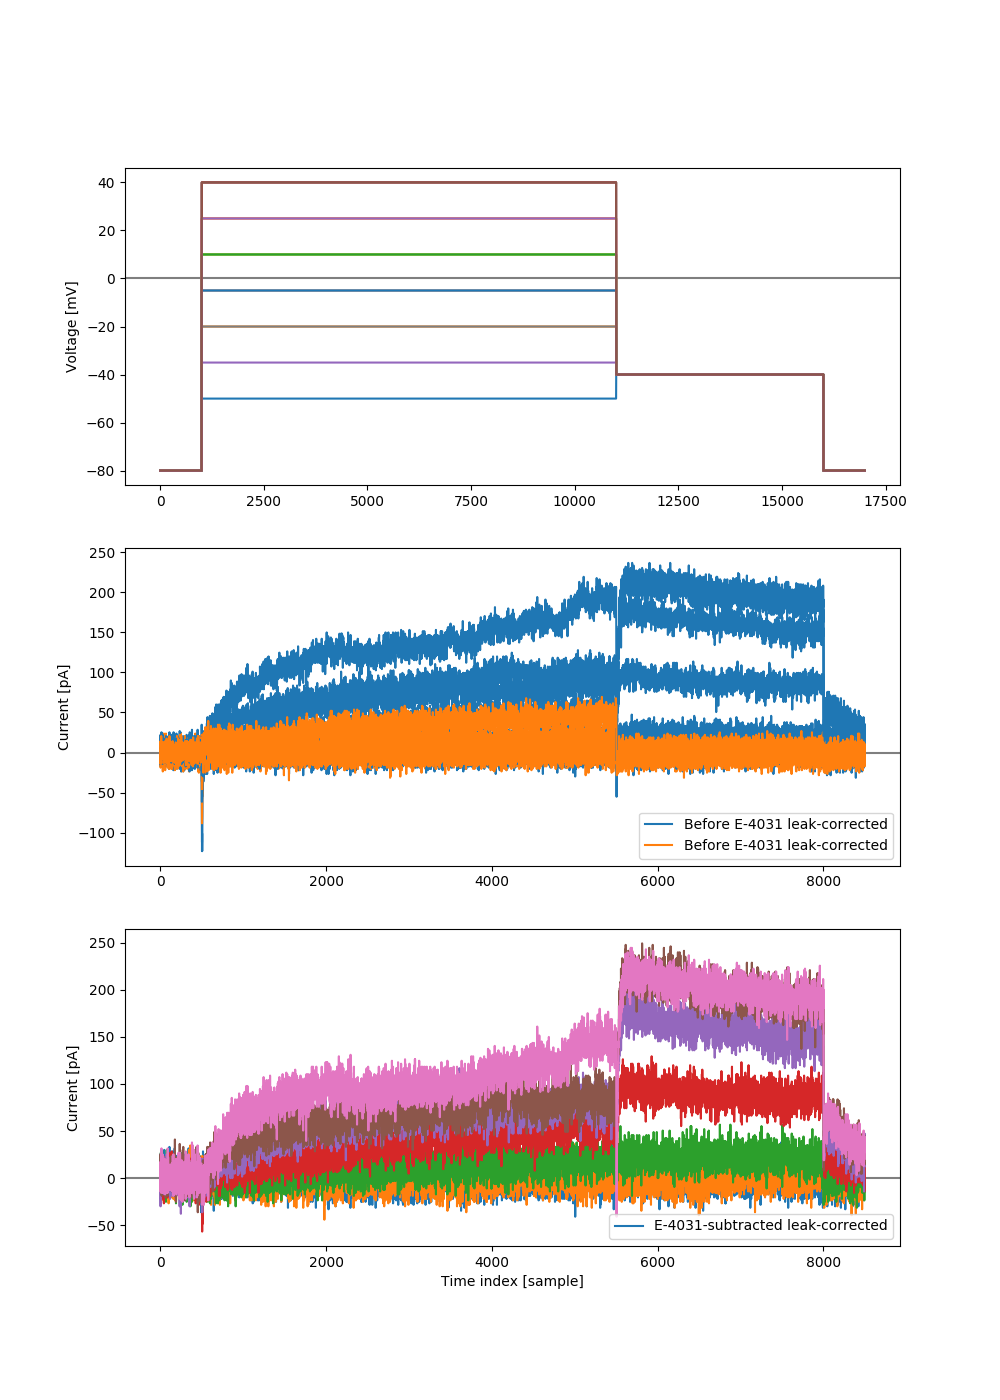 40
20
0
−20
−40
−60
−80
Voltage [mV]
0 2500 5000 7500 10000 12500 15000 17500
250
200
150
100
50
0
−50
−100
Current [pA]
Before E-4031 leak-corrected
Before E-4031 leak-corrected
0 2000 4000 6000 8000
250
200
150
100
50
0
−50
Current [pA]
E-4031-subtracted leak-corrected
0 2000 4000 6000 8000
Time index [sample]